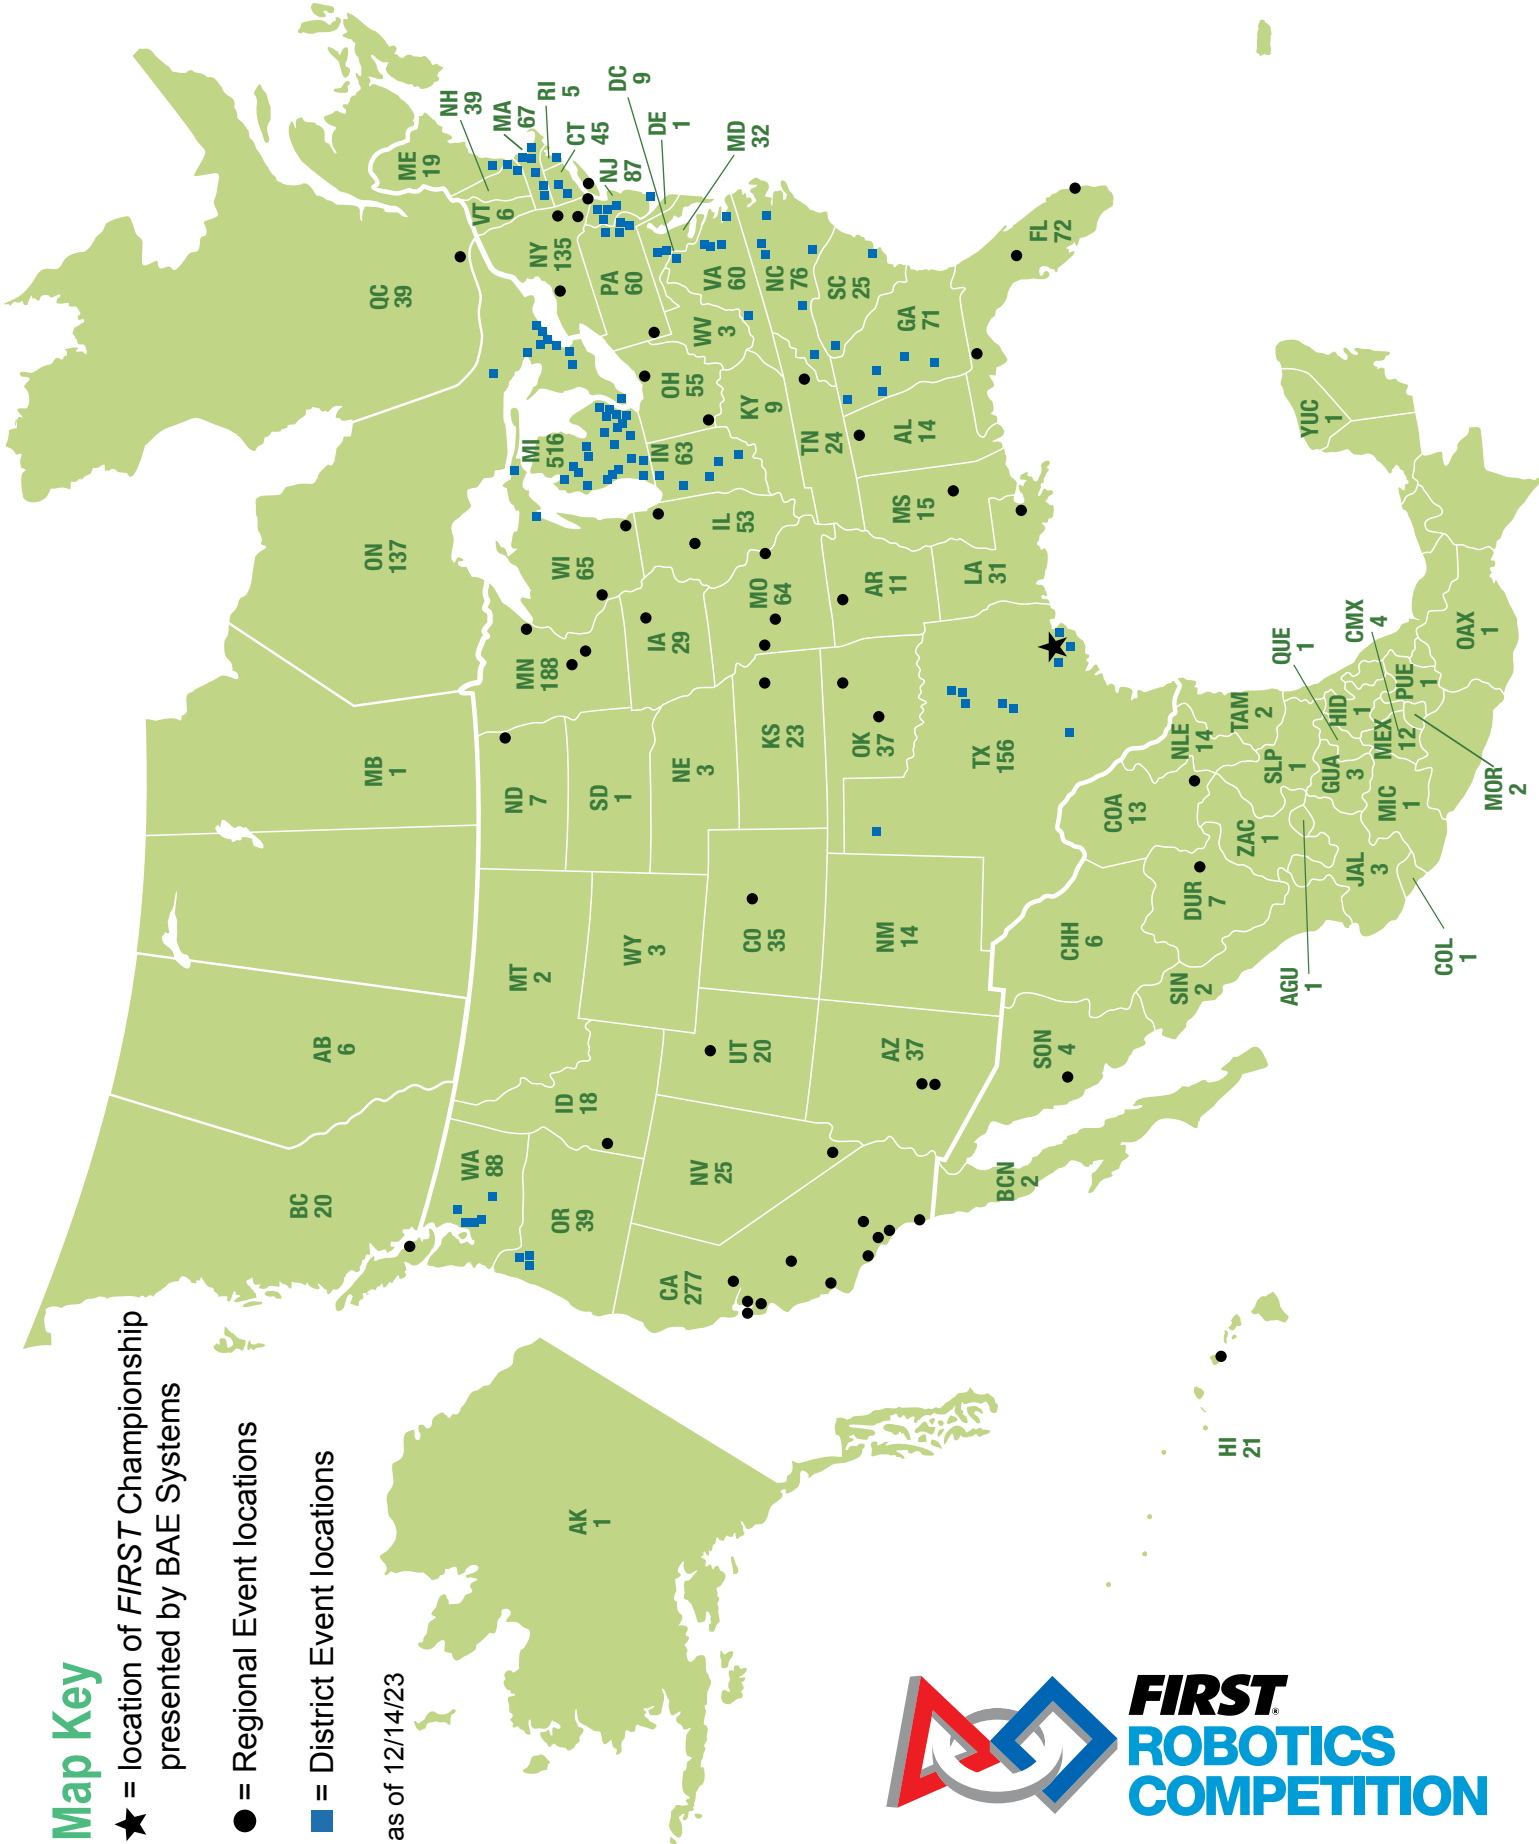 Map Key
★ = location of FIRST Championship
presented by BAE Systems
● = Regional Event locations
■ = District Event locations
as of 12/14/23
AK
1
HI
21
BC
20
AB
6
MB
1
ON
137
QC
39
WA
88
OR
39
CA
277
ID
18
NV
25
MT
2
WY
3
UT
20
AZ
37
CO
35
NM
14
ND
7
SD
1
NE
3
KS
23
OK
37
TX
156
MN
188
IA
29
MO
64
AR
11
LA
31
WI
65
IL
53
MI
516
IN
63
OH
55
KY
9
TN
24
MS
15
AL
14
GA
71
FL
72
SC
25
NC
76
VA
60
WV
3
PA
60
NY
135
VT
6
ME
19
NH
39
MA
67
RI
5
CT
45
NJ
87
DC
9
DE
1
MD
32
BCN
2
SON
4
CHH
6
COA
13
NLE
14
TAM
2
SIN
2
DUR
7
ZAC
1
SLP
1
AGU
1
JAL
3
COL
1
GUA
3
QUE
1
HID
1
MIC
1
MEX
12
CMX
4
MOR
2
PUE
1
OAX
1
YUC
1
FIRST®
ROBOTICS
COMPETITION